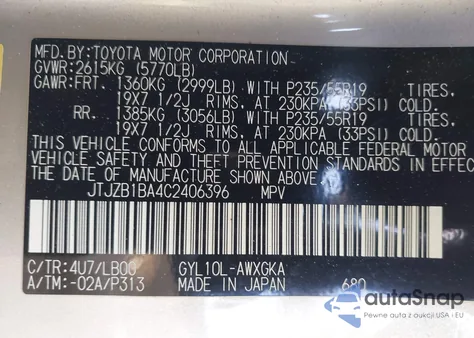 MFD.BY:TOYOTA MOTOR CORPORATION
GVWR:2615KG (5770LB)
GAWR:FRT. 1360KG (2999LB) WITH P235/55R19 TIRES.
19X7 1/2J RIMS, AT 230KPA (33PSI) COLD.
RR. 1385KG (3056LB) WITH P235/55R19 TIRES.
19X7 1/2J RIMS, AT 230KPA (33PSI) COLD.
THIS VEHICLE CONFORMS TO ALL APPLICABLE FEDERAL MOTOR
VEHICLE SAFETY AND THEFT PREVENTION STANDARDS IN EFFEC
THE DATE OF MANUFACTURE SHOWN ABOVE.
JTJZB1BA4C2406396 MPV
C/TR:4U7/LB00 GYL10L-AWXGKA
A/TM:-02A/P313 MADE IN JAPAN 680
autoSnap
Pewne auta z USA i EU